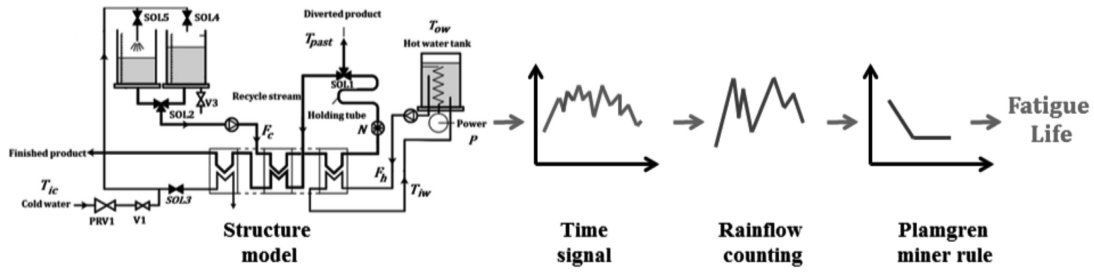 SOL5
SOL4
Diverted product
T_past
T_ow
Hot water tank
SOL1
V3
SOL2
Recycle stream
Holding tube
F_c
N
Power
P
Finished product
F_h
T_ic
T_iw
Cold water
SOL3
PRV1
V1
Structure
model
Time
signal
Rainflow
counting
Plamgren
miner rule
Fatigue
Life